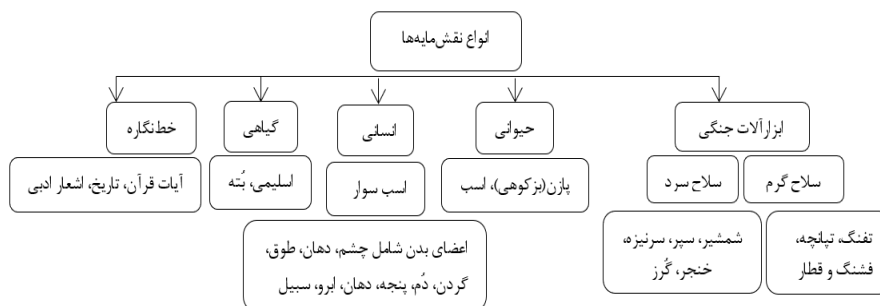 انواع نقش‌مایه‌ها
ابزارآلات جنگی
حیوانی
انسانی
گیاهی
خط‌نگاره
سلاح گرم
سلاح سرد
پازن(بزکوهی)، اسب
اسب سوار
اسلیمی، بُته
آیات قرآن، تاریخ، اشعار ادبی
تفنگ، تپانچه،
فشنگ و قطار
شمشیر، سپر، سرنیزه،
خنجر، گُرز
اعضای بدن شامل چشم، دهان، طوق،
گردن، دُم، پنجه، دهان، ابرو، سبیل